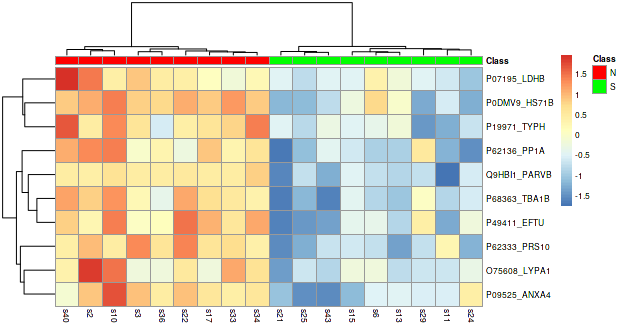 Class
Class
N
S
1.5
1
0.5
0
-0.5
-1
-1.5
P07195_LDHB
P0DMV9_HS71B
P19971_TYPH
P62136_PP1A
Q9HBI1_PARVB
P68363_TBA1B
P49411_EFTU
P62333_PRS10
O75608_LYPA1
P09525_ANXA4
s40 s2 s10 s3 s36 s22 s17 s33 s34 s21 s25 s43 s15 s6 s13 s29 s11 s24